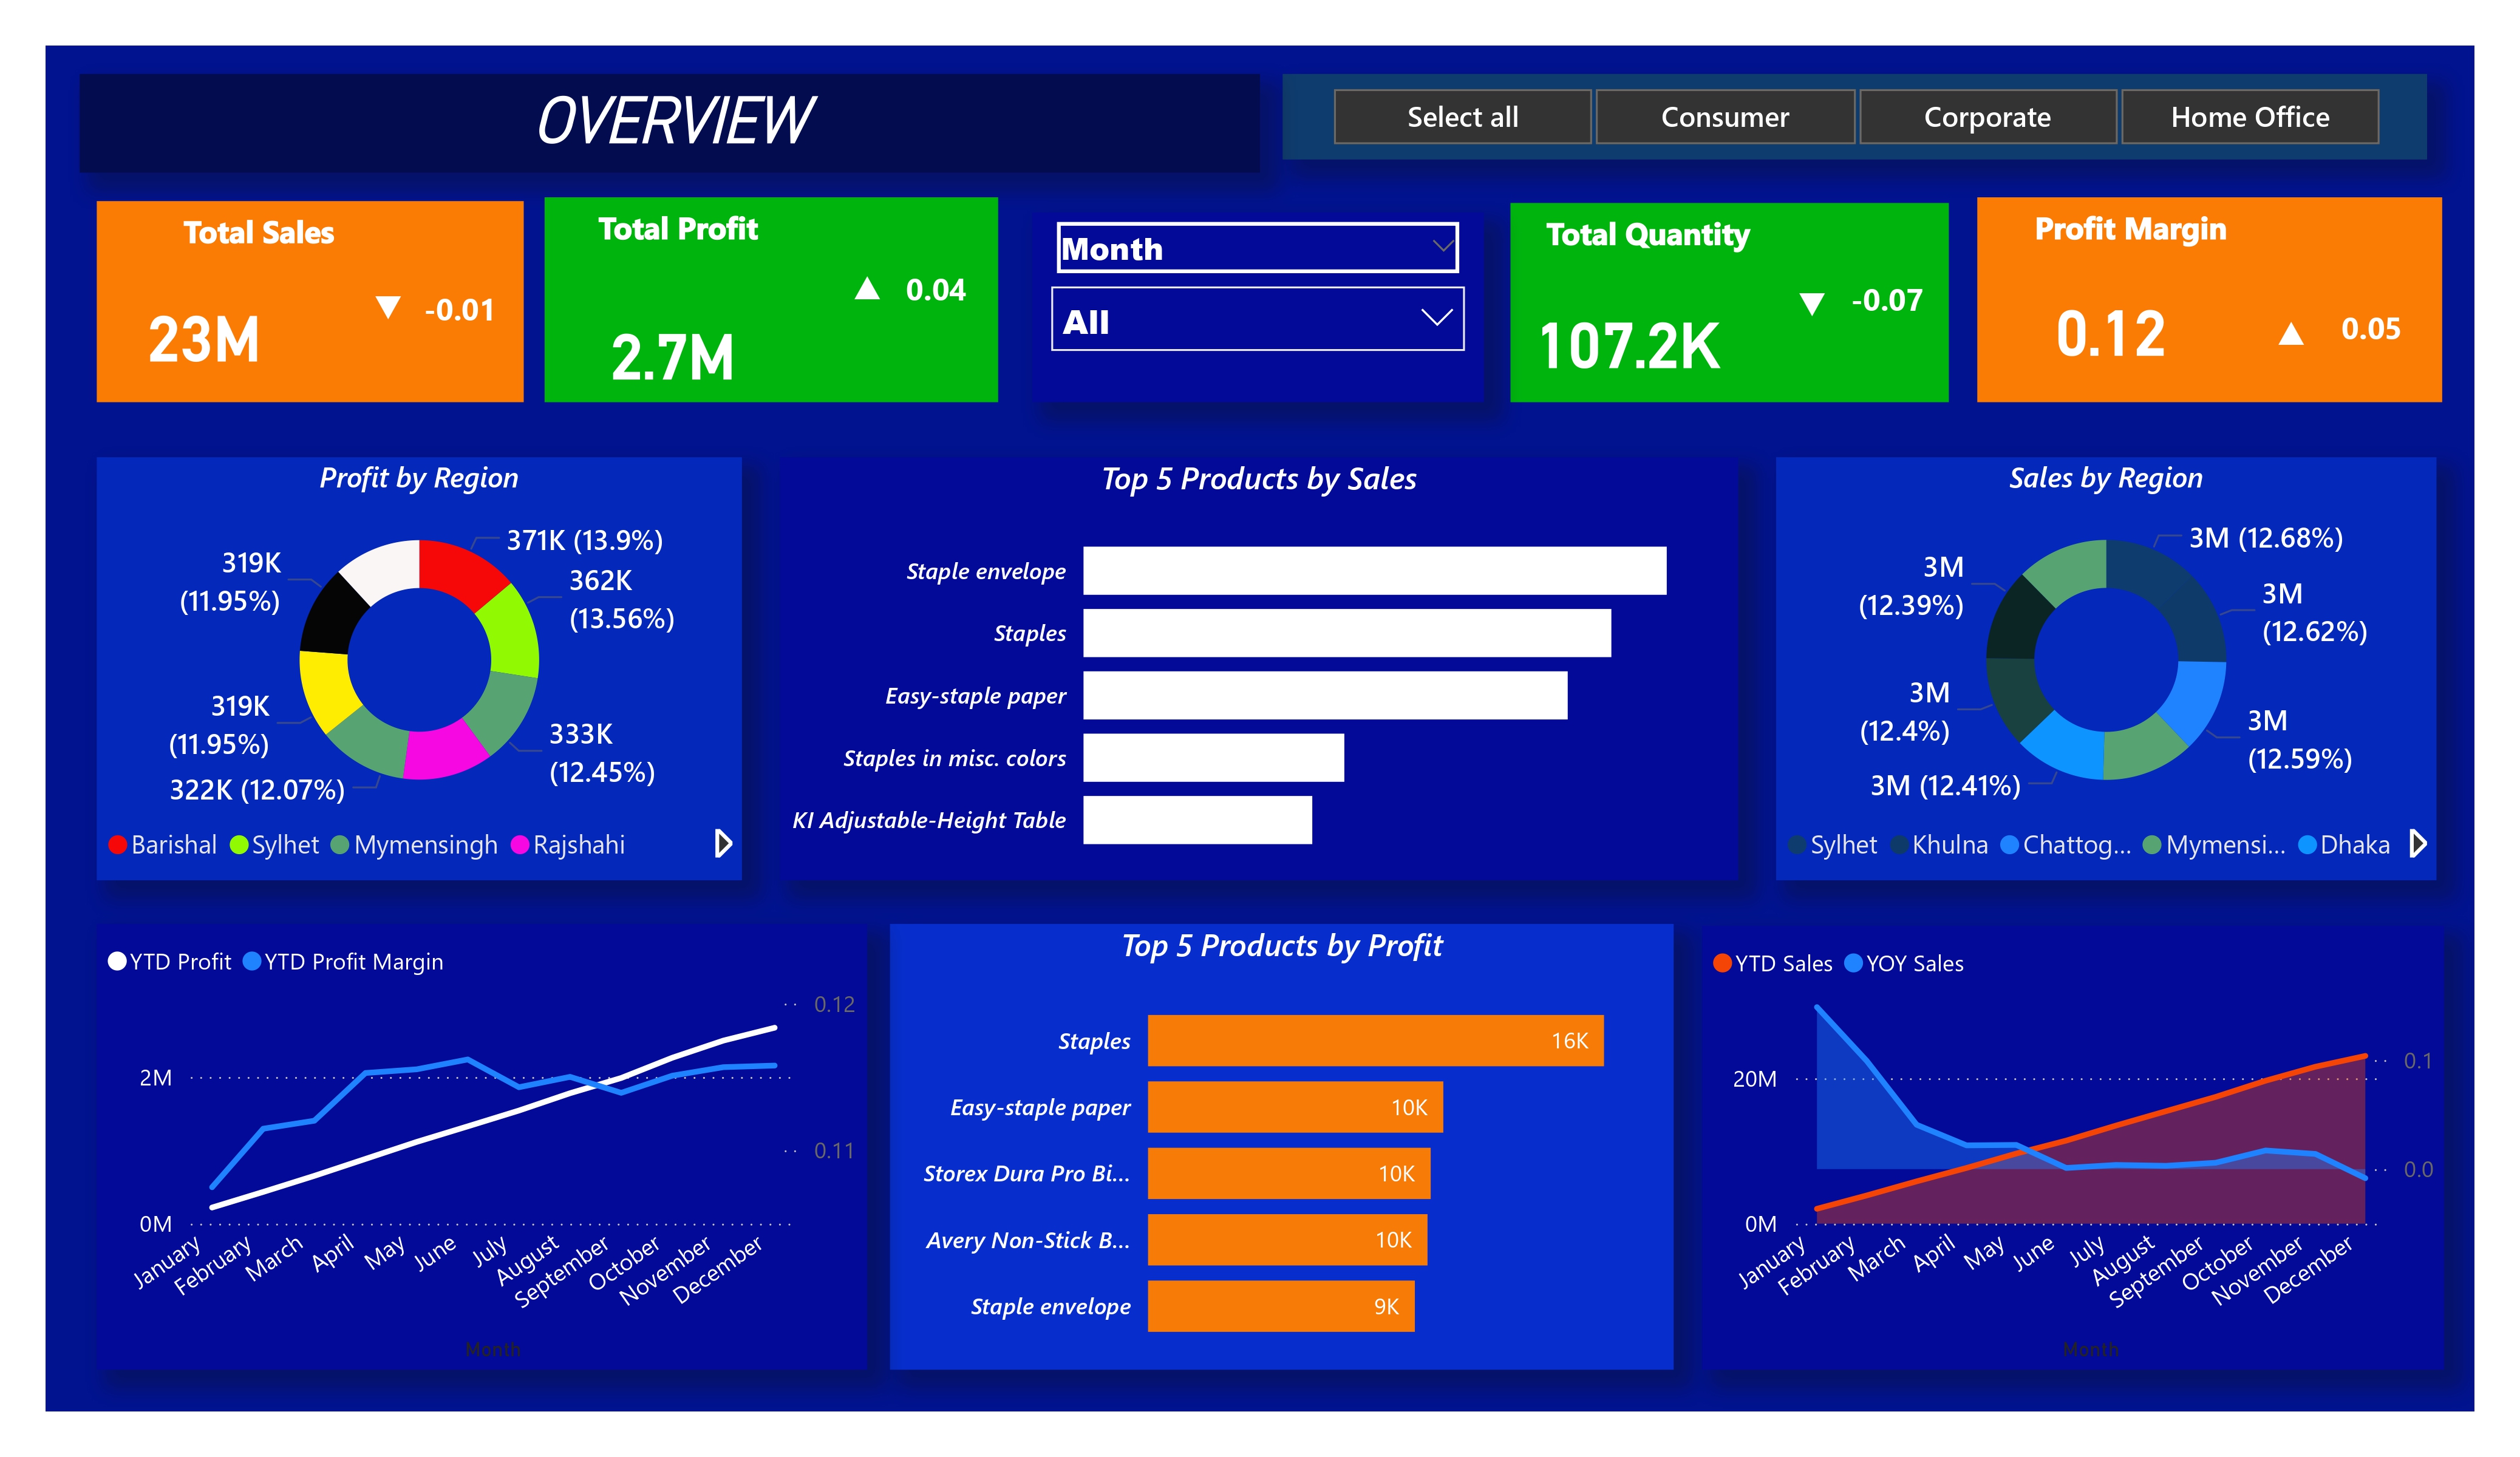 OVERVIEW
Select all
Consumer
Corporate
Home Office
Total Sales
-0.01
23M
Total Profit
0.04
2.7M
Month
All
Total Quantity
-0.07
107.2K
Profit Margin
0.05
0.12
Profit by Region
371K (13.9%)
362K
(13.56%)
333K
(12.45%)
322K (12.07%)
319K
(11.95%)
319K
(11.95%)
Barishal
Sylhet
Mymensingh
Rajshahi
Top 5 Products by Sales
Staple envelope
Staples
Easy-staple paper
Staples in misc. colors
KI Adjustable-Height Table
Sales by Region
3M (12.68%)
3M
(12.62%)
3M
(12.59%)
3M (12.41%)
3M
(12.4%)
3M
(12.39%)
Sylhet
Khulna
Chattog...
Mymensi...
Dhaka
YTD Profit
YTD Profit Margin
0.12
2M
0.11
0M
January
February
March
April
May
June
July
August
September
October
November
December
Month
Top 5 Products by Profit
Staples
16K
Easy-staple paper
10K
Storex Dura Pro Bi...
10K
Avery Non-Stick B...
10K
Staple envelope
9K
YTD Sales
YOY Sales
0.1
20M
0.0
0M
January
February
March
April
May
June
July
August
September
October
November
December
Month